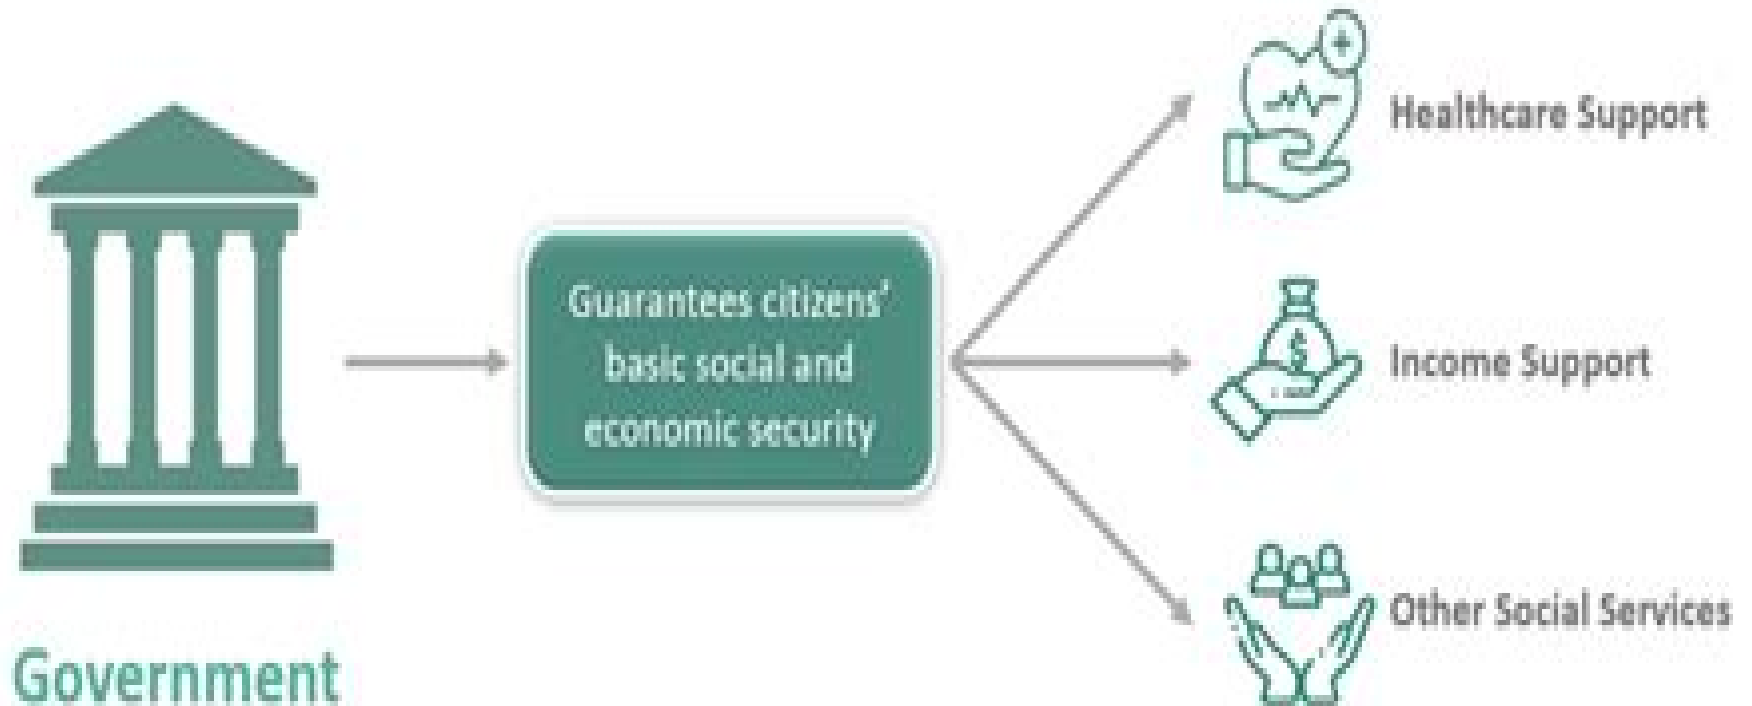 Government
Guarantees citizens'
basic social and
economic security
Healthcare Support
$
Income Support
Other Social Services